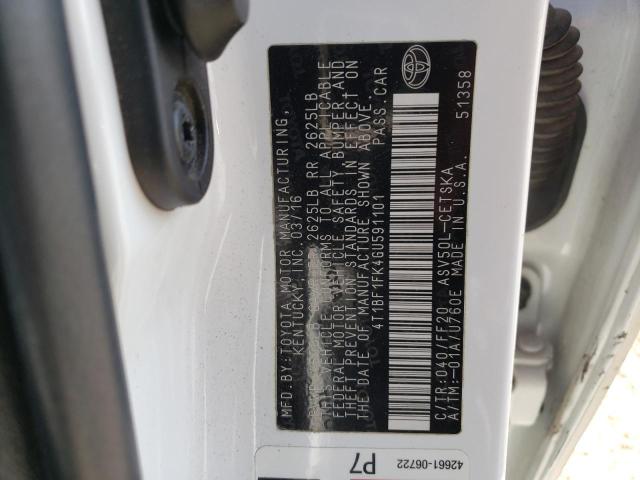 MFD.BY:TOYOTA MOTOR MANUFACTURING,
KENTUCKY, INC. 03/16
2625LB RR 2625LB
THIS VEHICLE CONFORMS TO ALL APPLICABLE
FEDERAL MOTOR VEHICLE SAFETY BUMPER,AND
THEFT PREVENTION STANDARDS IN EFFECT ON
THE DATE OF MANUFACTURE SHOWN ABOVE.
4T1BF1FK4GU591101 PASS.CAR
C/TR:040/FF20 ASV50L-CETSKA
A/TM:-01A/U760E MADE IN U.S.A. 51358
42661-06722
P7